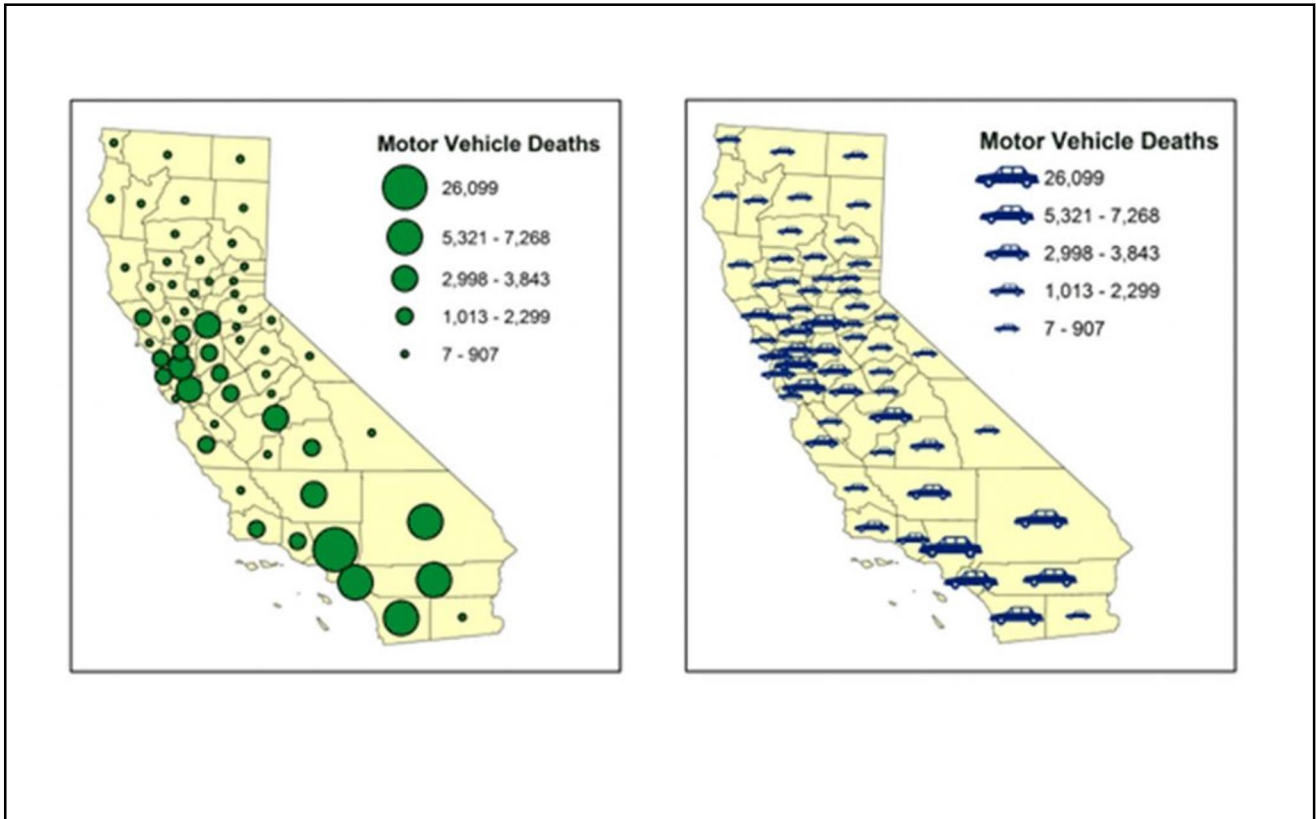 Motor Vehicle Deaths
26,099
5,321 - 7,268
2,998 - 3,843
1,013 - 2,299
7 - 907
Motor Vehicle Deaths
26,099
5,321 - 7,268
2,998 - 3,843
1,013 - 2,299
7 - 907